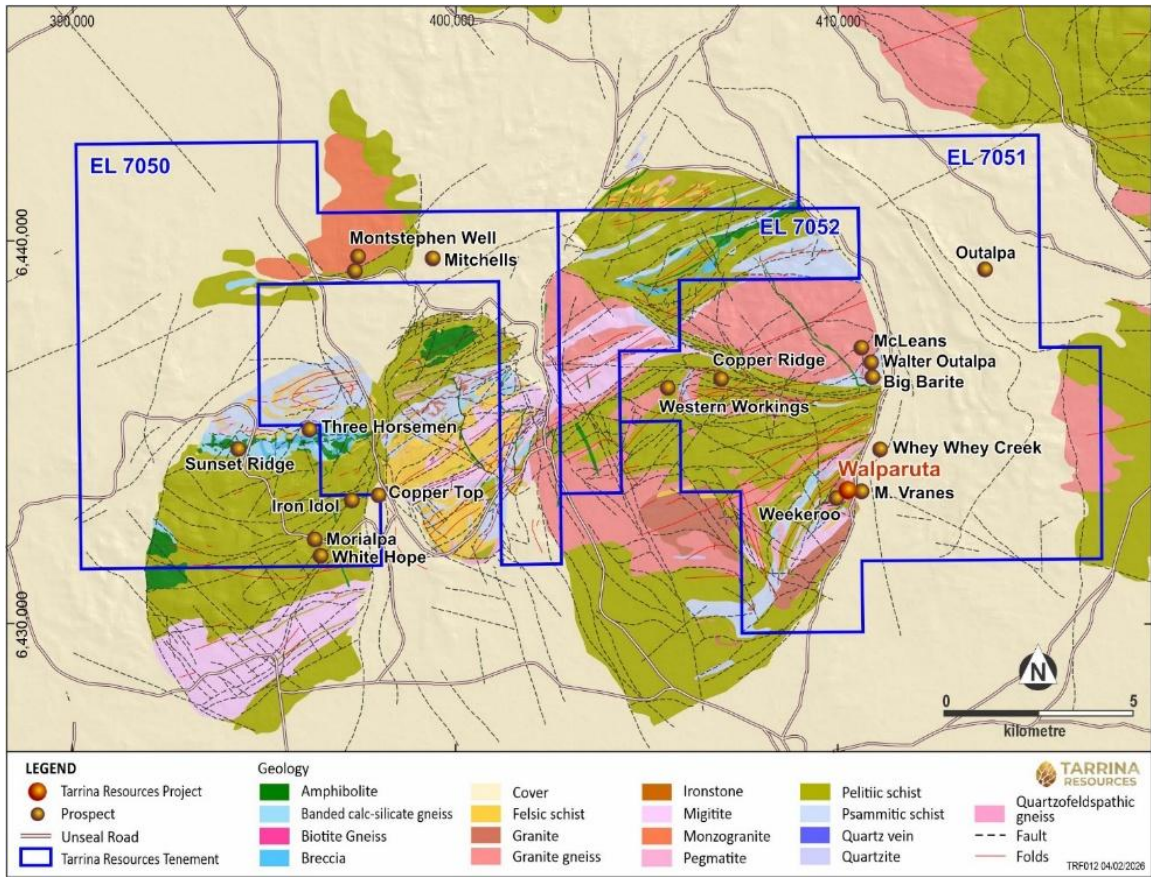 390,000
400,000
410,000
6,440,000
6,430,000
EL 7050
EL 7051
EL 7052
Montstephen Well
Mitchells
Outalpa
McLeans
Walter Outalpa
Big Barite
Copper Ridge
Western Workings
Three Horsemen
Sunset Ridge
Whey Whey Creek
Walparuta
M. Vranes
Weekeroo
Copper Top
Iron Idol
Morialpa
White Hope
N
0 5
kilometre
LEGEND
Tarrina Resources Project
Prospect
Unseal Road
Tarrina Resources Tenement
Geology
Amphibolite
Banded calc-silicate gneiss
Biotite Gneiss
Breccia
Cover
Felsic schist
Granite
Granite gneiss
Ironstone
Migitite
Monzogranite
Pegmatite
Pelitiic schist
Psammitic schist
Quartz vein
Quartzite
TARRINA
RESOURCES
Quartzofeldspathic
gneiss
Fault
Folds
TRF012 04/02/2026